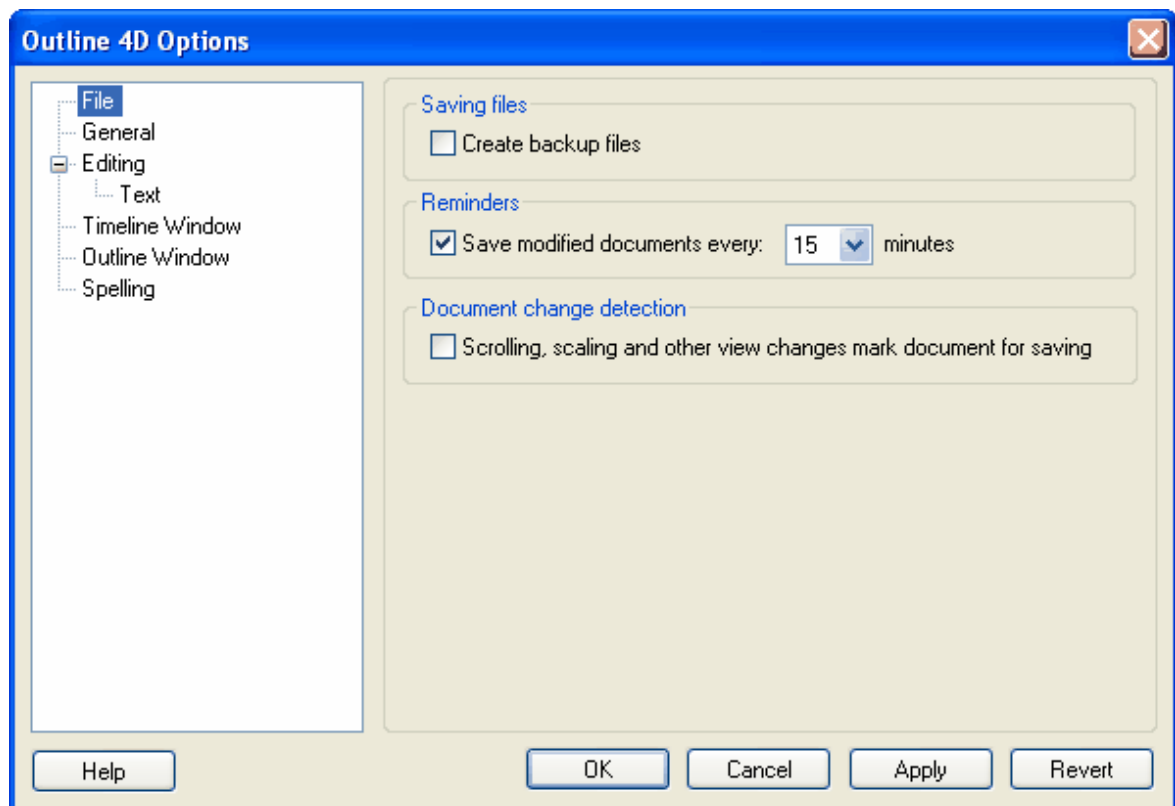 Outline 4D Options
File
General
Editing
Text
Timeline Window
Outline Window
Spelling
Saving files
Create backup files
Reminders
Save modified documents every: 15 minutes
Document change detection
Scrolling, scaling and other view changes mark document for saving
Help OK Cancel Apply Revert